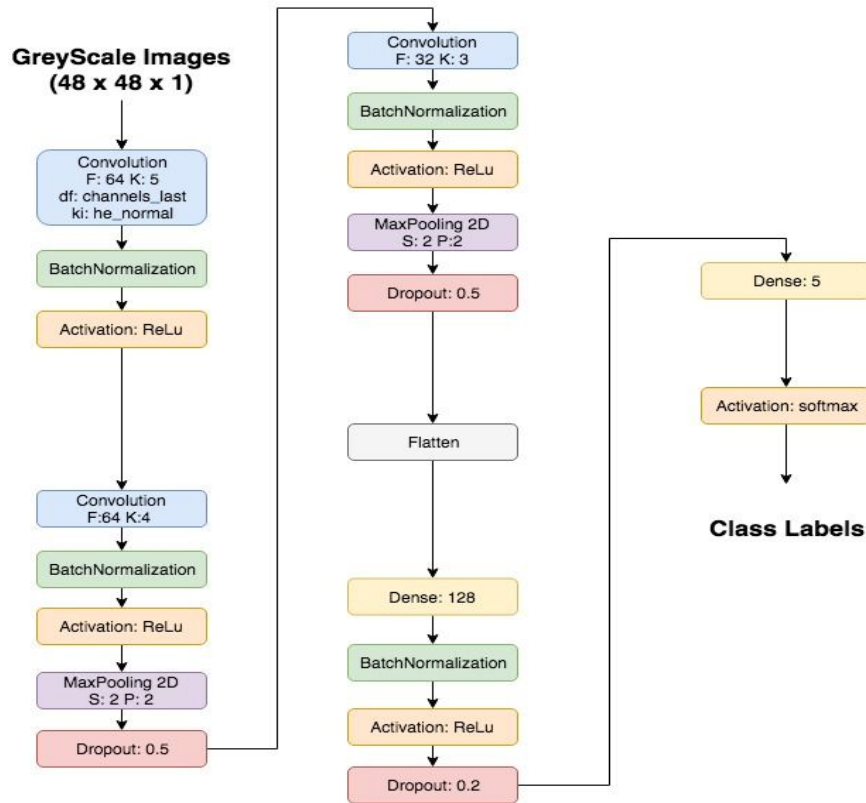 GreyScale Images
(48 x 48 x 1)
Convolution
F: 64 K: 5
df: channels_last
ki: he_normal
BatchNormalization
Activation: ReLu
Convolution
F:64 K:4
BatchNormalization
Activation: ReLu
MaxPooling 2D
S: 2 P: 2
Dropout: 0.5
Convolution
F: 32 K: 3
BatchNormalization
Activation: ReLu
MaxPooling 2D
S: 2 P:2
Dropout: 0.5
Flatten
Dense: 128
BatchNormalization
Activation: ReLu
Dropout: 0.2
Dense: 5
Activation: softmax
Class Labels